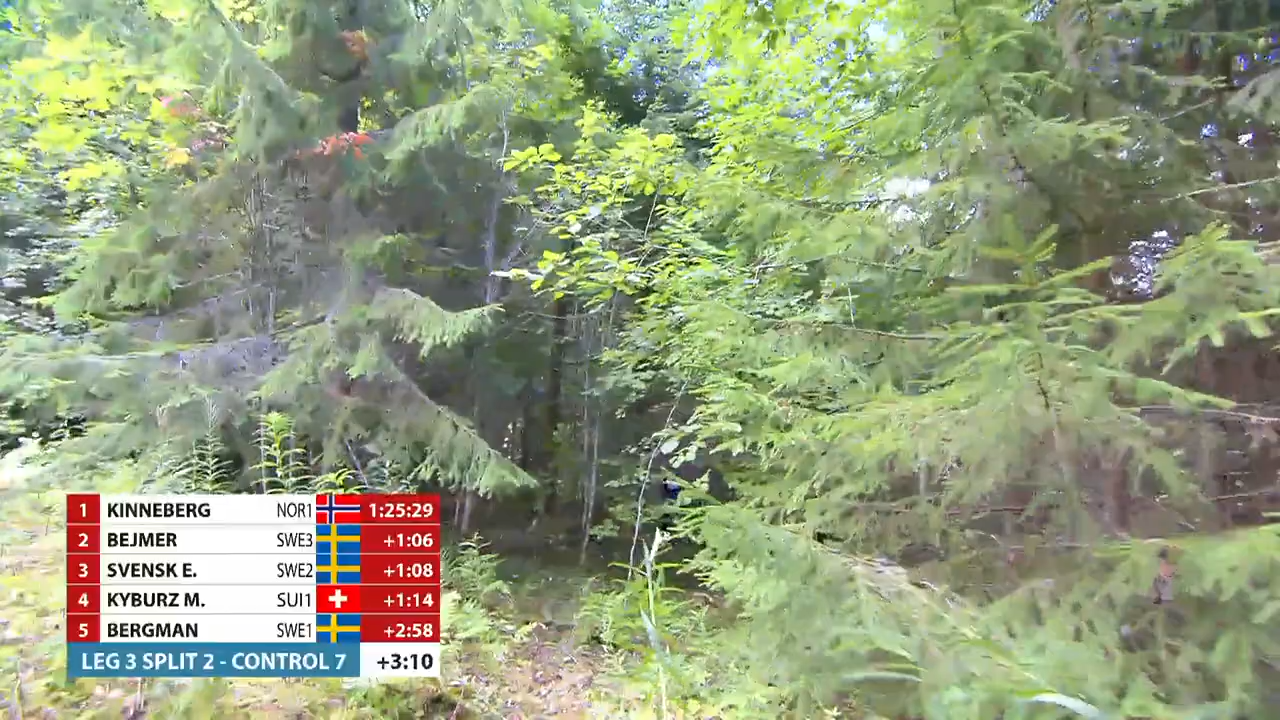 1 KINNEBERG NOR1 1:25:29
2 BEJMER SWE3 +1:06
3 SVENSK E. SWE2 +1:08
4 KYBURZ M. SUI1 +1:14
5 BERGMAN SWE1 +2:58
LEG 3 SPLIT 2 - CONTROL 7 +3:10